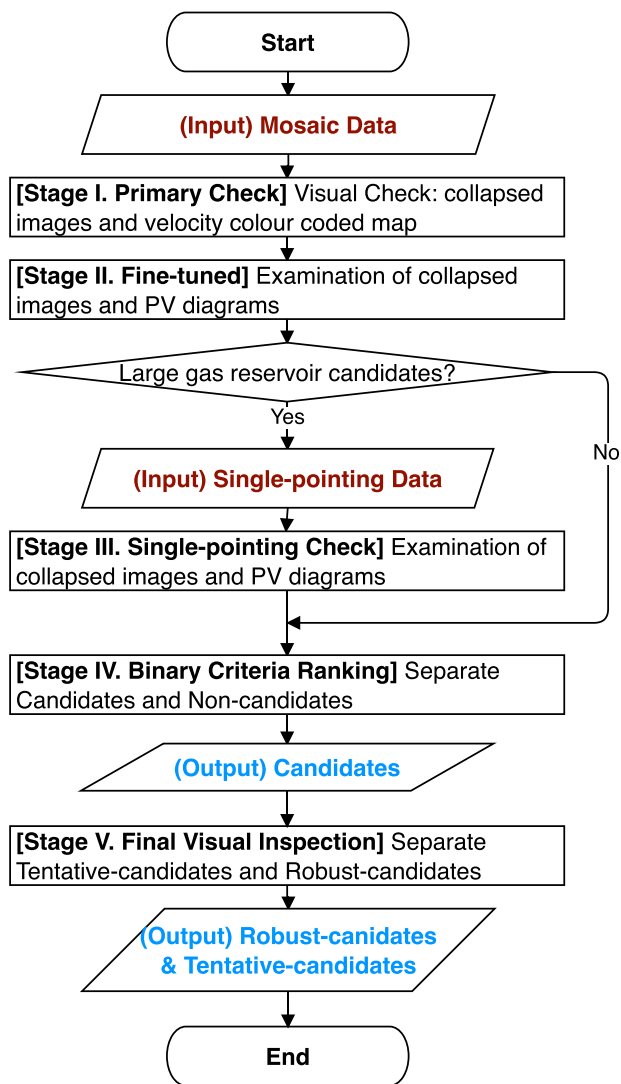 Start
(Input) Mosaic Data
[Stage I. Primary Check] Visual Check: collapsed
images and velocity colour coded map
[Stage II. Fine-tuned] Examination of collapsed
images and PV diagrams
Large gas reservoir candidates?
Yes
No
(Input) Single-pointing Data
[Stage III. Single-pointing Check] Examination of
collapsed images and PV diagrams
[Stage IV. Binary Criteria Ranking] Separate
Candidates and Non-candidates
(Output) Candidates
[Stage V. Final Visual Inspection] Separate
Tentative-candidates and Robust-candidates
(Output) Robust-canidates
& Tentative-candidates
End